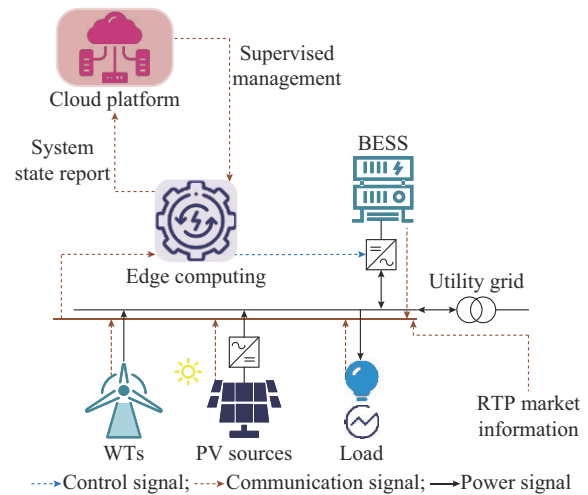 Supervised
management
Cloud platform
System
state report
BESS
Edge computing
Utility grid
RTP market
information
WTs
PV sources
Load
Control signal;
Communication signal;
Power signal